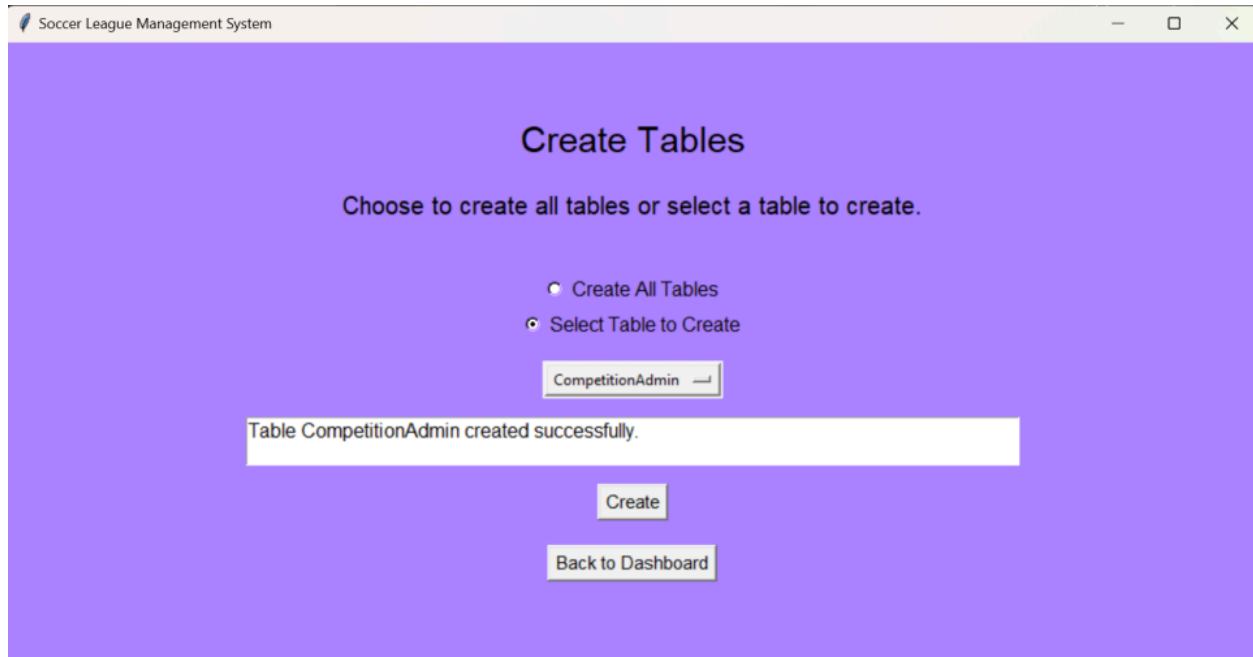 Soccer League Management System
Create Tables
Choose to create all tables or select a table to create.
Create All Tables
Select Table to Create
CompetitionAdmin
Table CompetitionAdmin created successfully.
Create
Back to Dashboard